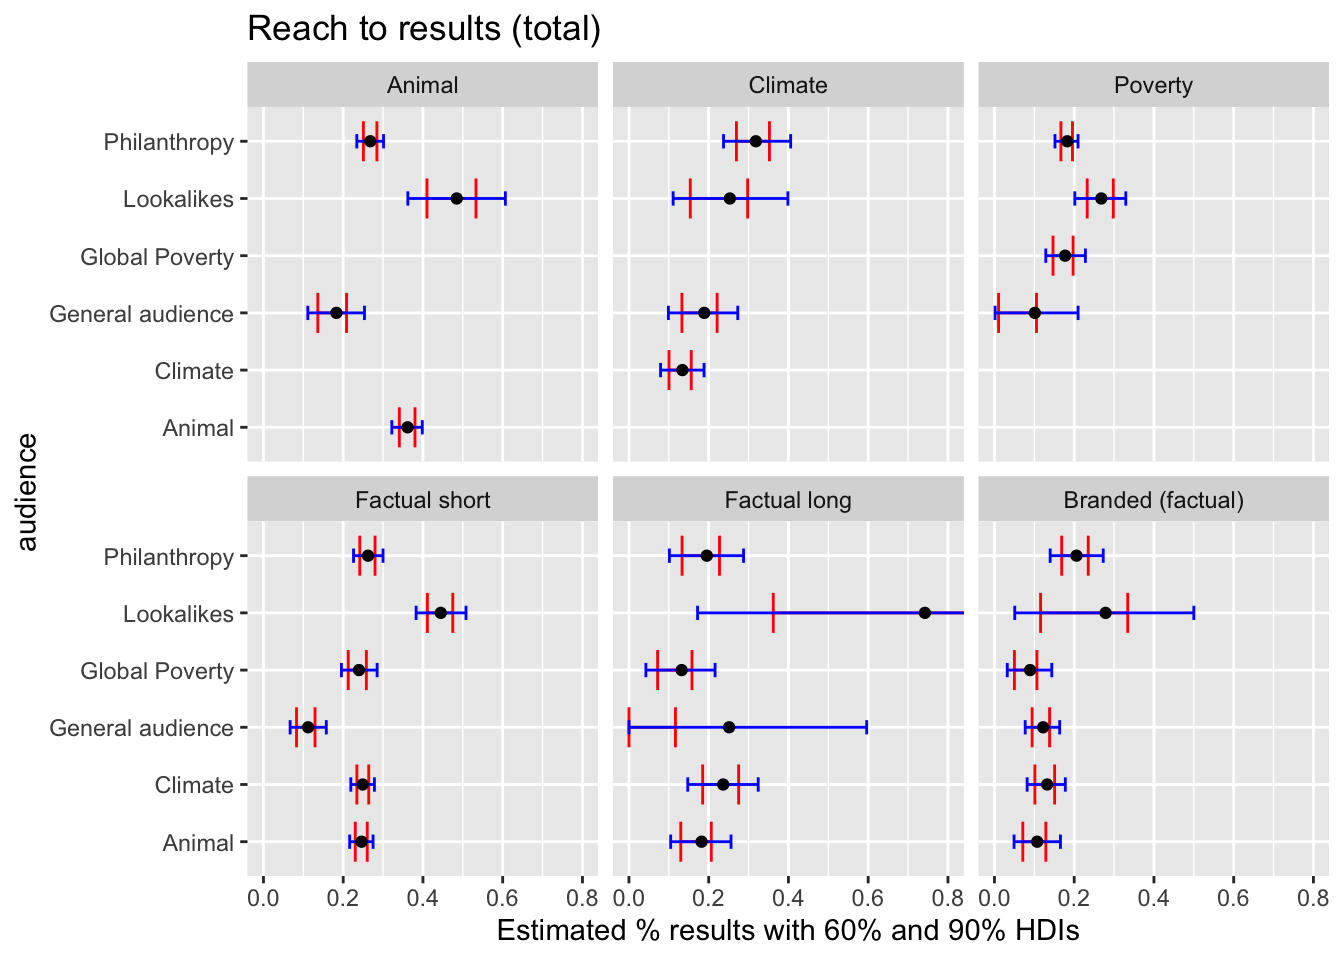 Reach to results (total)
Animal
Climate
Poverty
Philanthropy
Lookalikes
Global Poverty
General audience
Climate
Animal
audience
Factual short
Factual long
Branded (factual)
Philanthropy
Lookalikes
Global Poverty
General audience
Climate
Animal
0.0 0.2 0.4 0.6 0.8 0.0 0.2 0.4 0.6 0.8 0.0 0.2 0.4 0.6 0.8
Estimated % results with 60% and 90% HDIs